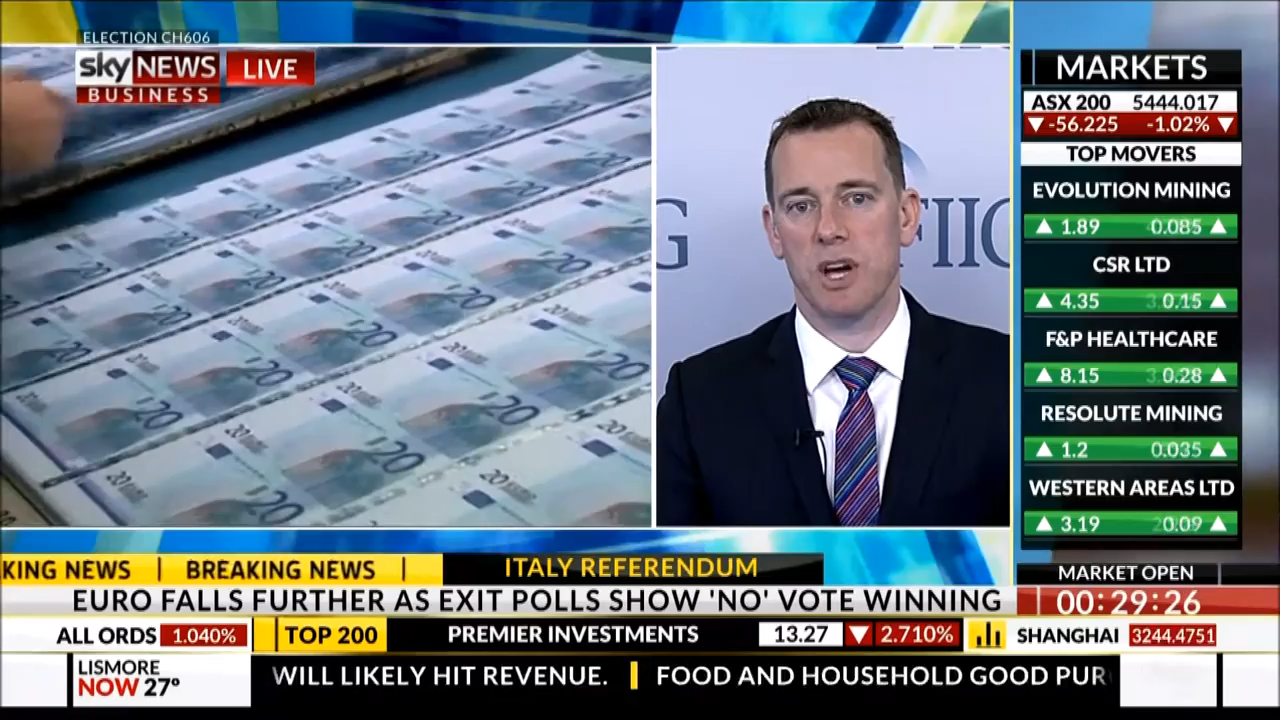 ELECTION CH606
sky NEWS LIVE
BUSINESS
G
FIIG
MARKETS
ASX 200 5444.017
▼ -56.225 -1.02% ▼
TOP MOVERS
EVOLUTION MINING
▲ 1.89 0.085 ▲
CSR LTD
▲ 4.35 0.15 ▲
F&P HEALTHCARE
▲ 8.15 0.28 ▲
RESOLUTE MINING
▲ 1.2 0.035 ▲
WESTERN AREAS LTD
▲ 3.19 0.09 ▲
MARKET OPEN
00:29:26
KING NEWS | BREAKING NEWS |
ITALY REFERENDUM
EURO FALLS FURTHER AS EXIT POLLS SHOW 'NO' VOTE WINNING
ALL ORDS 1.040% TOP 200 PREMIER INVESTMENTS 13.27 ▼ 2.710% SHANGHAI 3244.4751
LISMORE
NOW 27°
WILL LIKELY HIT REVENUE. | FOOD AND HOUSEHOLD GOOD PUR